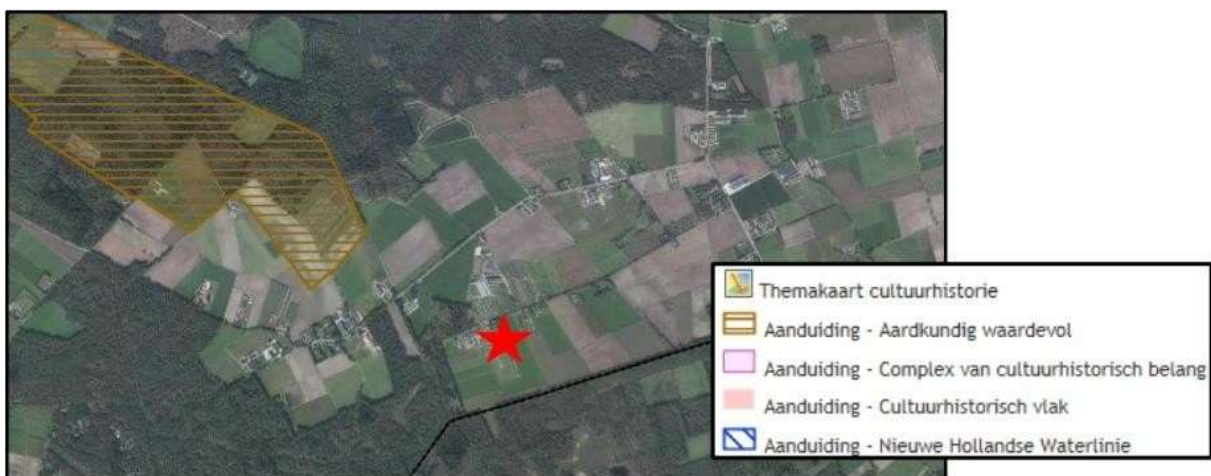 Themakaart cultuurhistorie
Aanduiding - Aardkundig waardevol
Aanduiding - Complex van cultuurhistorisch belang
Aanduiding - Cultuurhistorisch vlak
Aanduiding - Nieuwe Hollandse Waterlinie